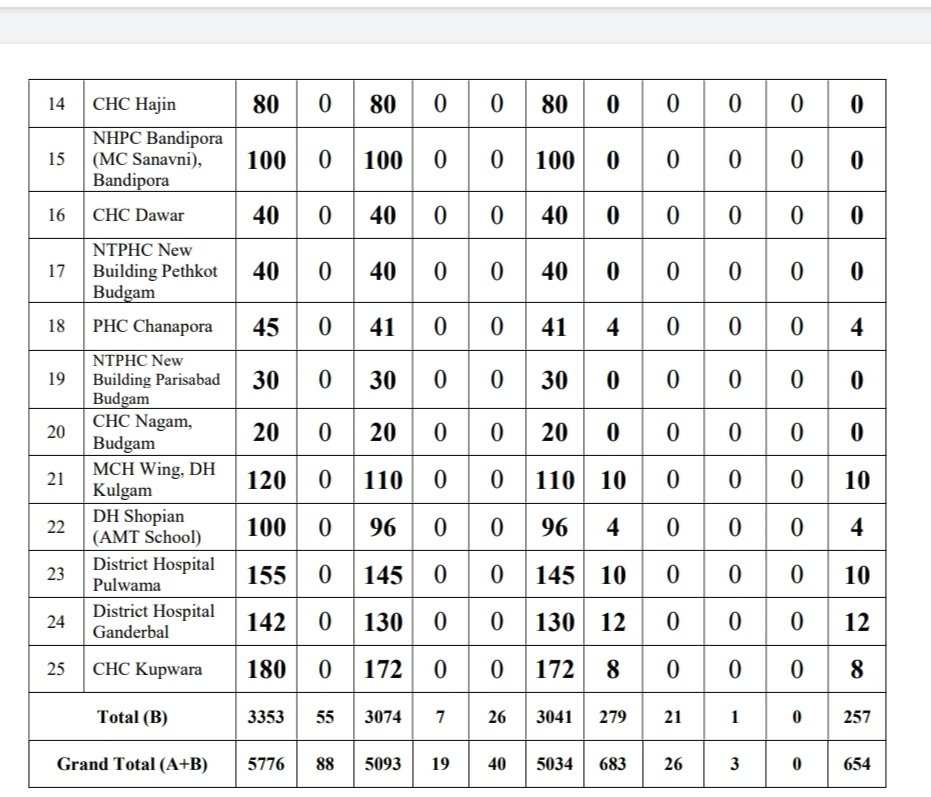 14 CHC Hajin 80 0 80 0 0 80 0 0 0 0 0
NHPC Bandipora
15 (MC Sanavni), 100 0 100 0 0 100 0 0 0 0 0
Bandipora
16 CHC Dawar 40 0 40 0 0 40 0 0 0 0 0
NTPHC New
17 Building Pethkot 40 0 40 0 0 40 0 0 0 0 0
Budgam
18 PHC Chanapora 45 0 41 0 0 41 4 0 0 0 4
NTPHC New
19 Building Parisabad 30 0 30 0 0 30 0 0 0 0 0
Budgam
20 CHC Nagam, 20 0 20 0 0 20 0 0 0 0 0
Budgam
21 MCH Wing, DH 120 0 110 0 0 110 10 0 0 0 10
Kulgam
22 DH Shopian 100 0 96 0 0 96 4 0 0 0 4
(AMT School)
23 District Hospital 155 0 145 0 0 145 10 0 0 0 10
Pulwama
24 District Hospital 142 0 130 0 0 130 12 0 0 0 12
Ganderbal
25 CHC Kupwara 180 0 172 0 0 172 8 0 0 0 8
Total (B) 3353 55 3074 7 26 3041 279 21 1 0 257
Grand Total (A+B) 5776 88 5093 19 40 5034 683 26 3 0 654